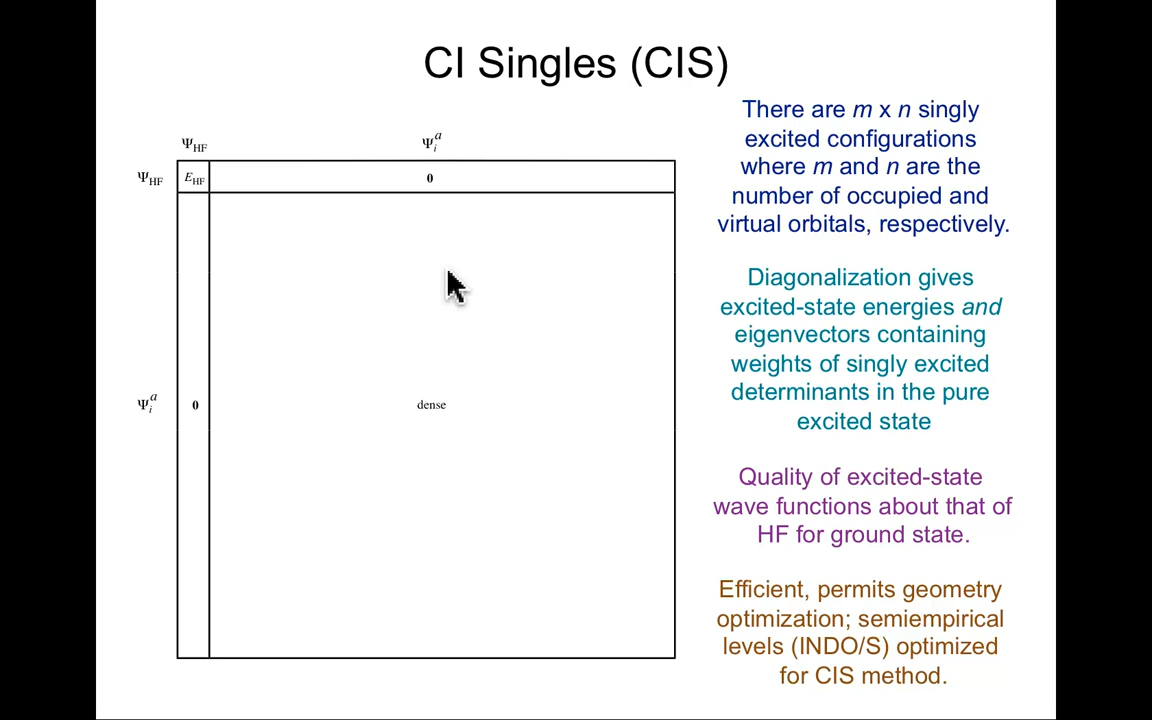 CI Singles (CIS)
Ψ_HF Ψ_i^a
Ψ_HF E_HF 0
Ψ_i^a 0 dense
There are m x n singly
excited configurations
where m and n are the
number of occupied and
virtual orbitals, respectively.
Diagonalization gives
excited-state energies and
eigenvectors containing
weights of singly excited
determinants in the pure
excited state
Quality of excited-state
wave functions about that of
HF for ground state.
Efficient, permits geometry
optimization; semiempirical
levels (INDO/S) optimized
for CIS method.